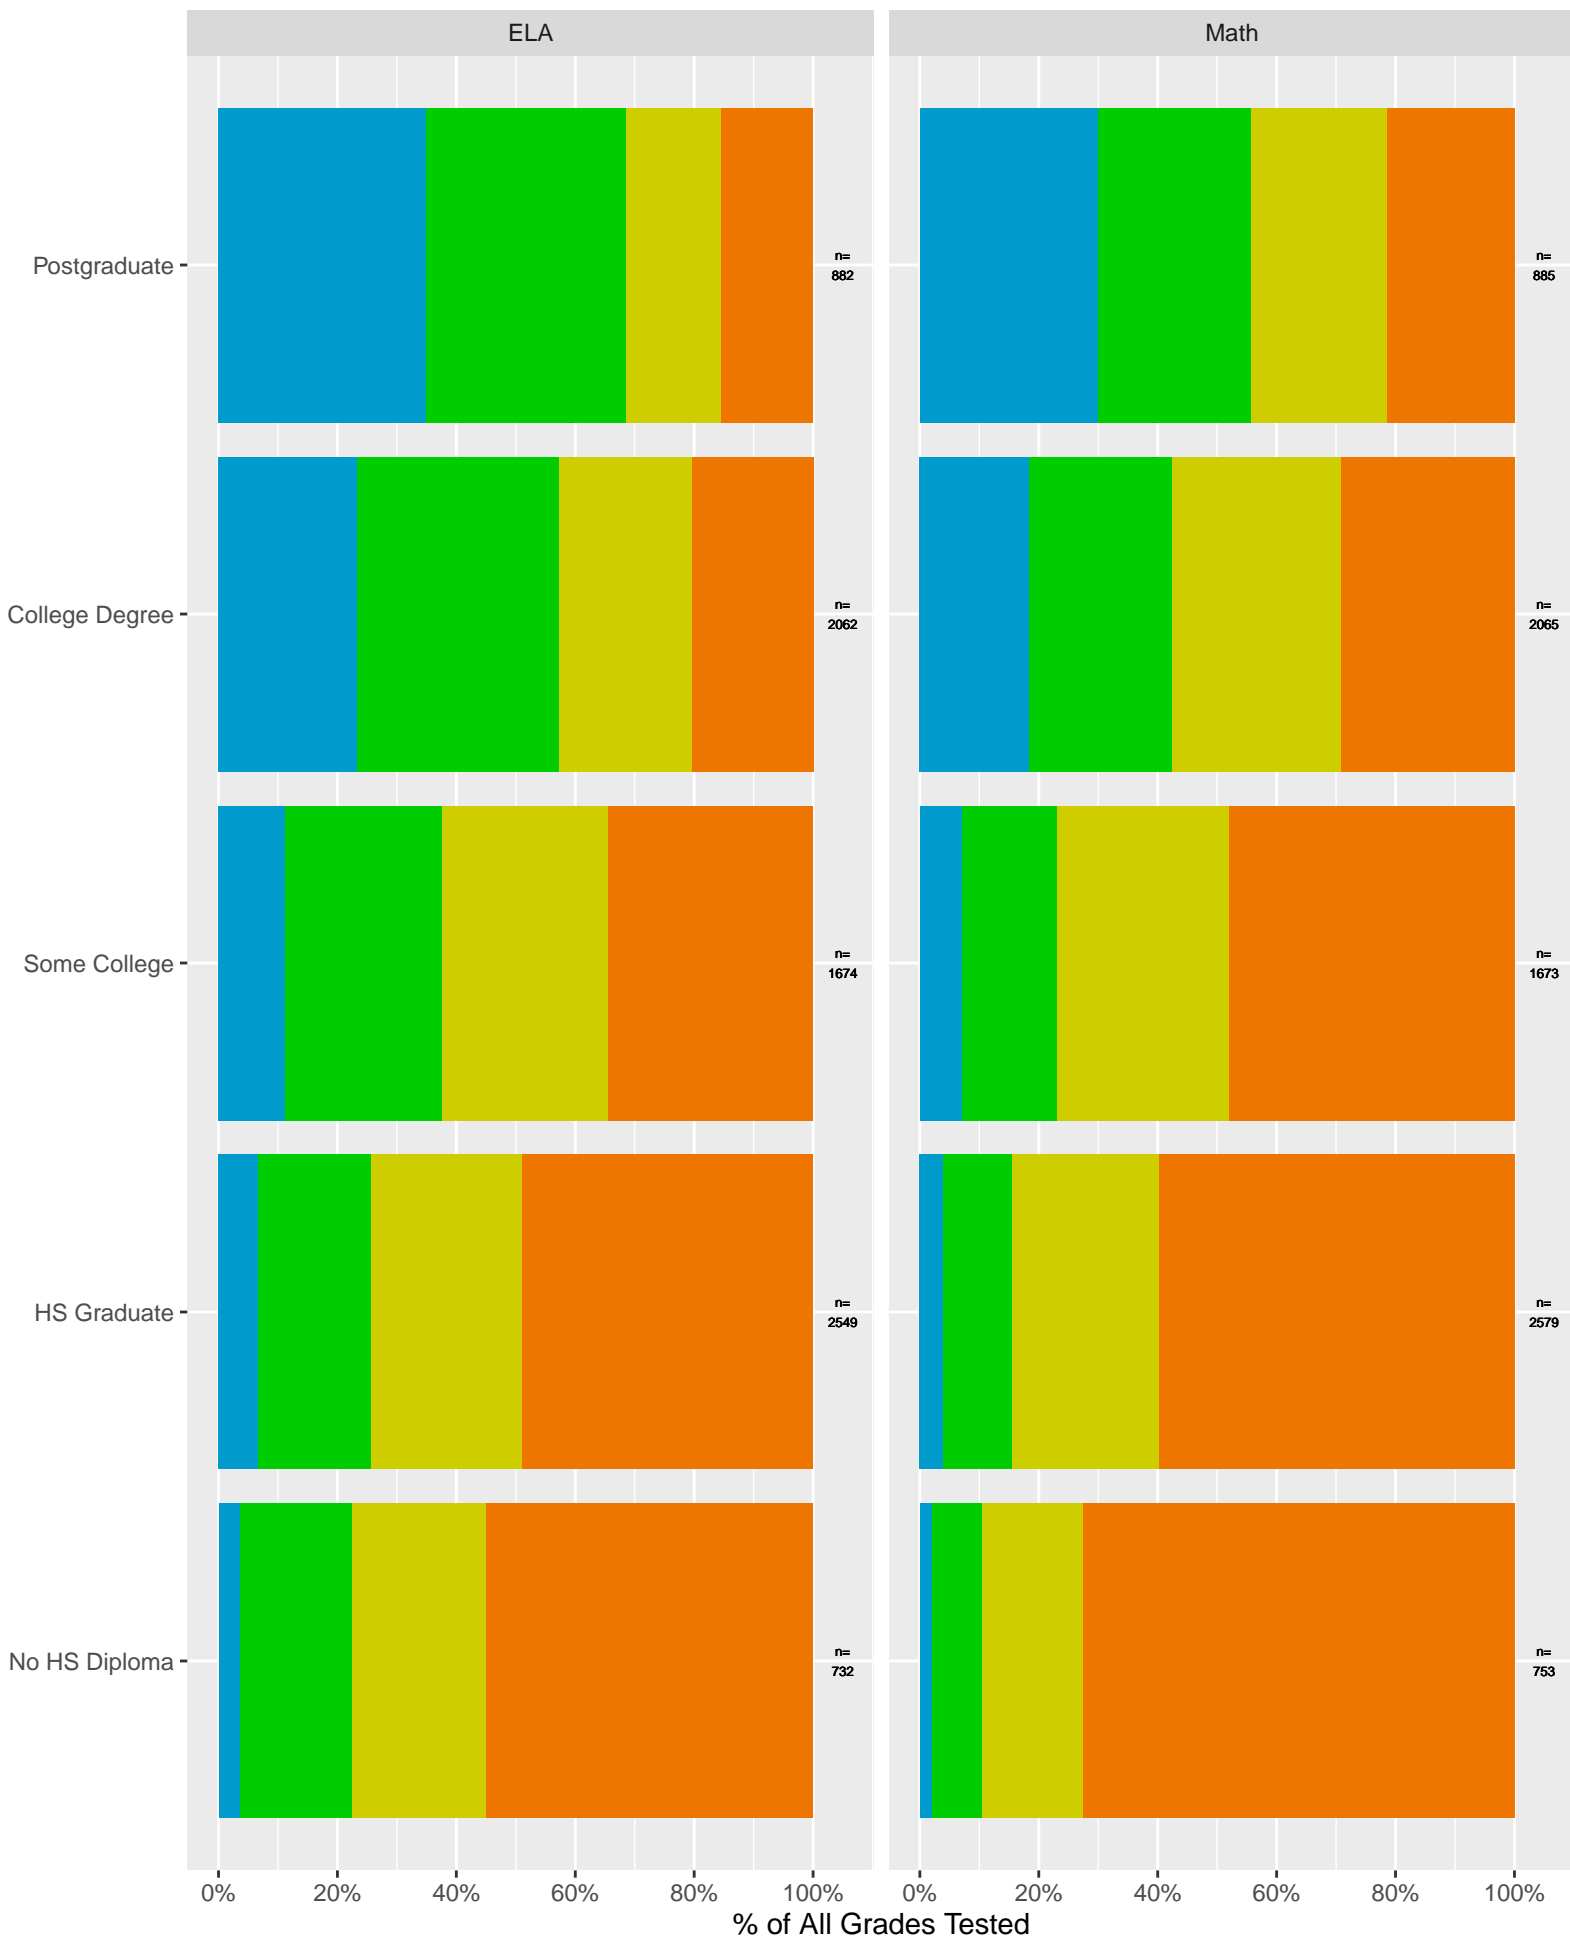 ELA
Math
Postgraduate
n=
882
n=
885
College Degree
n=
2062
n=
2065
Some College
n=
1674
n=
1673
HS Graduate
n=
2549
n=
2579
No HS Diploma
n=
732
n=
753
0% 20% 40% 60% 80% 100%
0% 20% 40% 60% 80% 100%
% of All Grades Tested